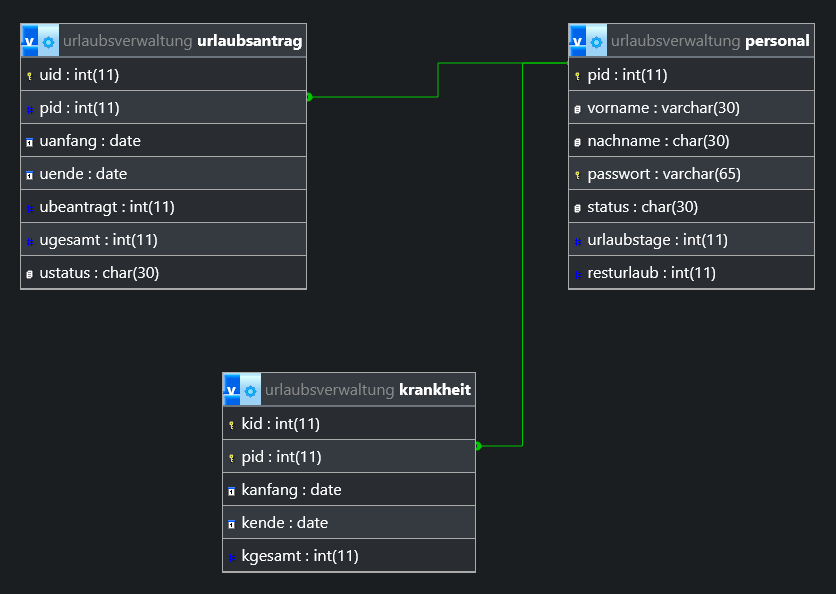 v urlaubsverwaltung urlaubsantrag
uid : int(11)
pid : int(11)
uanfang : date
uende : date
ubeantragt : int(11)
ugesamt : int(11)
ustatus : char(30)
v urlaubsverwaltung personal
pid : int(11)
vorname : varchar(30)
nachname : char(30)
passwort : varchar(65)
status : char(30)
urlaubstage : int(11)
resturlaub : int(11)
v urlaubsverwaltung krankheit
kid : int(11)
pid : int(11)
kanfang : date
kende : date
kgesamt : int(11)